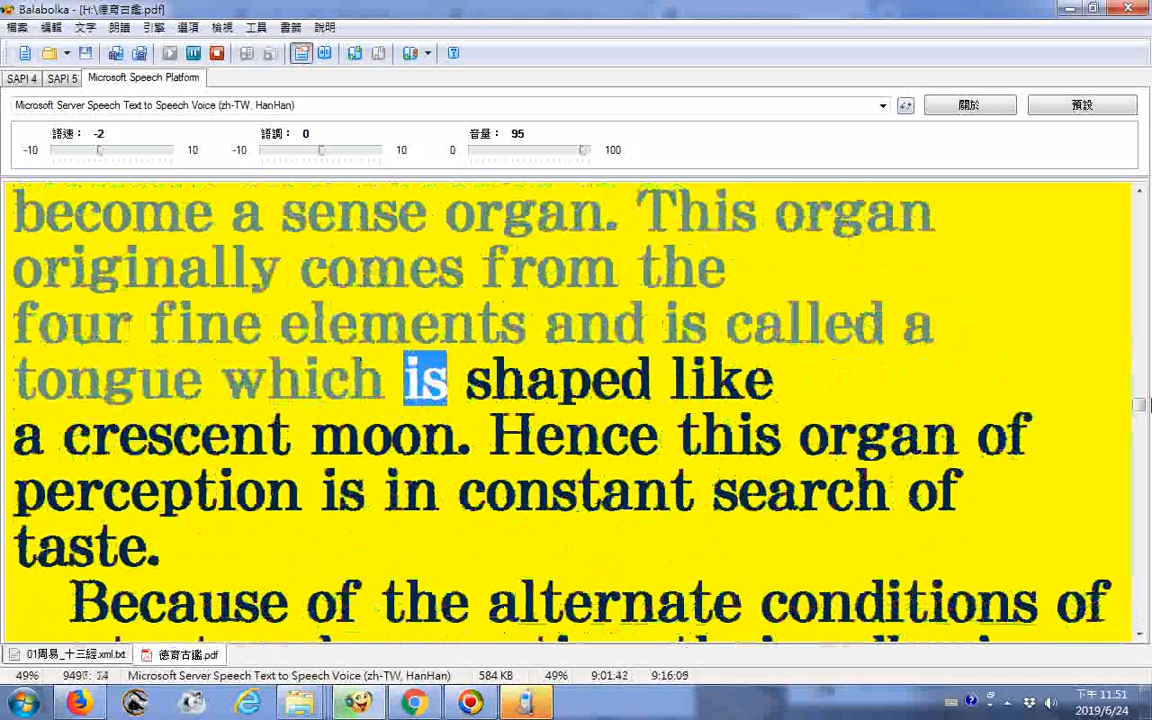 Balabolka - [H:\德育古鑑.pdf]
檔案 編輯 文字 朗讀 引擎 選項 檢視 工具 書籤 說明
SAPI 4 SAPI 5 Microsoft Speech Platform
Microsoft Server Speech Text to Speech Voice (zh-TW, HanHan) 關於 預設
語速： -2 語調： 0 音量： 95
-10 10 -10 10 0 100
become a sense organ. This organ
originally comes from the
four fine elements and is called a
tongue which is shaped like
a crescent moon. Hence this organ of
perception is in constant search of
taste.
Because of the alternate conditions of
01周易_十三經.xml.txt 德育古鑑.pdf
49% Microsoft Server Speech Text to Speech Voice (zh-TW, HanHan) 584 KB 49% 9:01:42 9:16:09
下午 11:51
2019/6/24